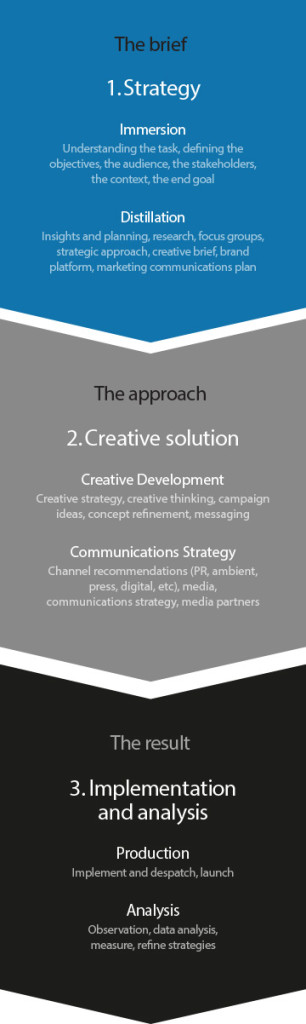 The brief
1. Strategy
Immersion
Understanding the task, defining the
objectives, the audience, the stakeholders,
the context, the end goal
Distillation
Insights and planning, research, focus groups,
strategic approach, creative brief, brand
platform, marketing communications plan
The approach
2. Creative solution
Creative Development
Creative strategy, creative thinking, campaign
ideas, concept refinement, messaging
Communications Strategy
Channel recommendations (PR, ambient,
press, digital, etc), media,
communications strategy, media partners
The result
3. Implementation
and analysis
Production
Implement and despatch, launch
Analysis
Observation, data analysis,
measure, refine strategies